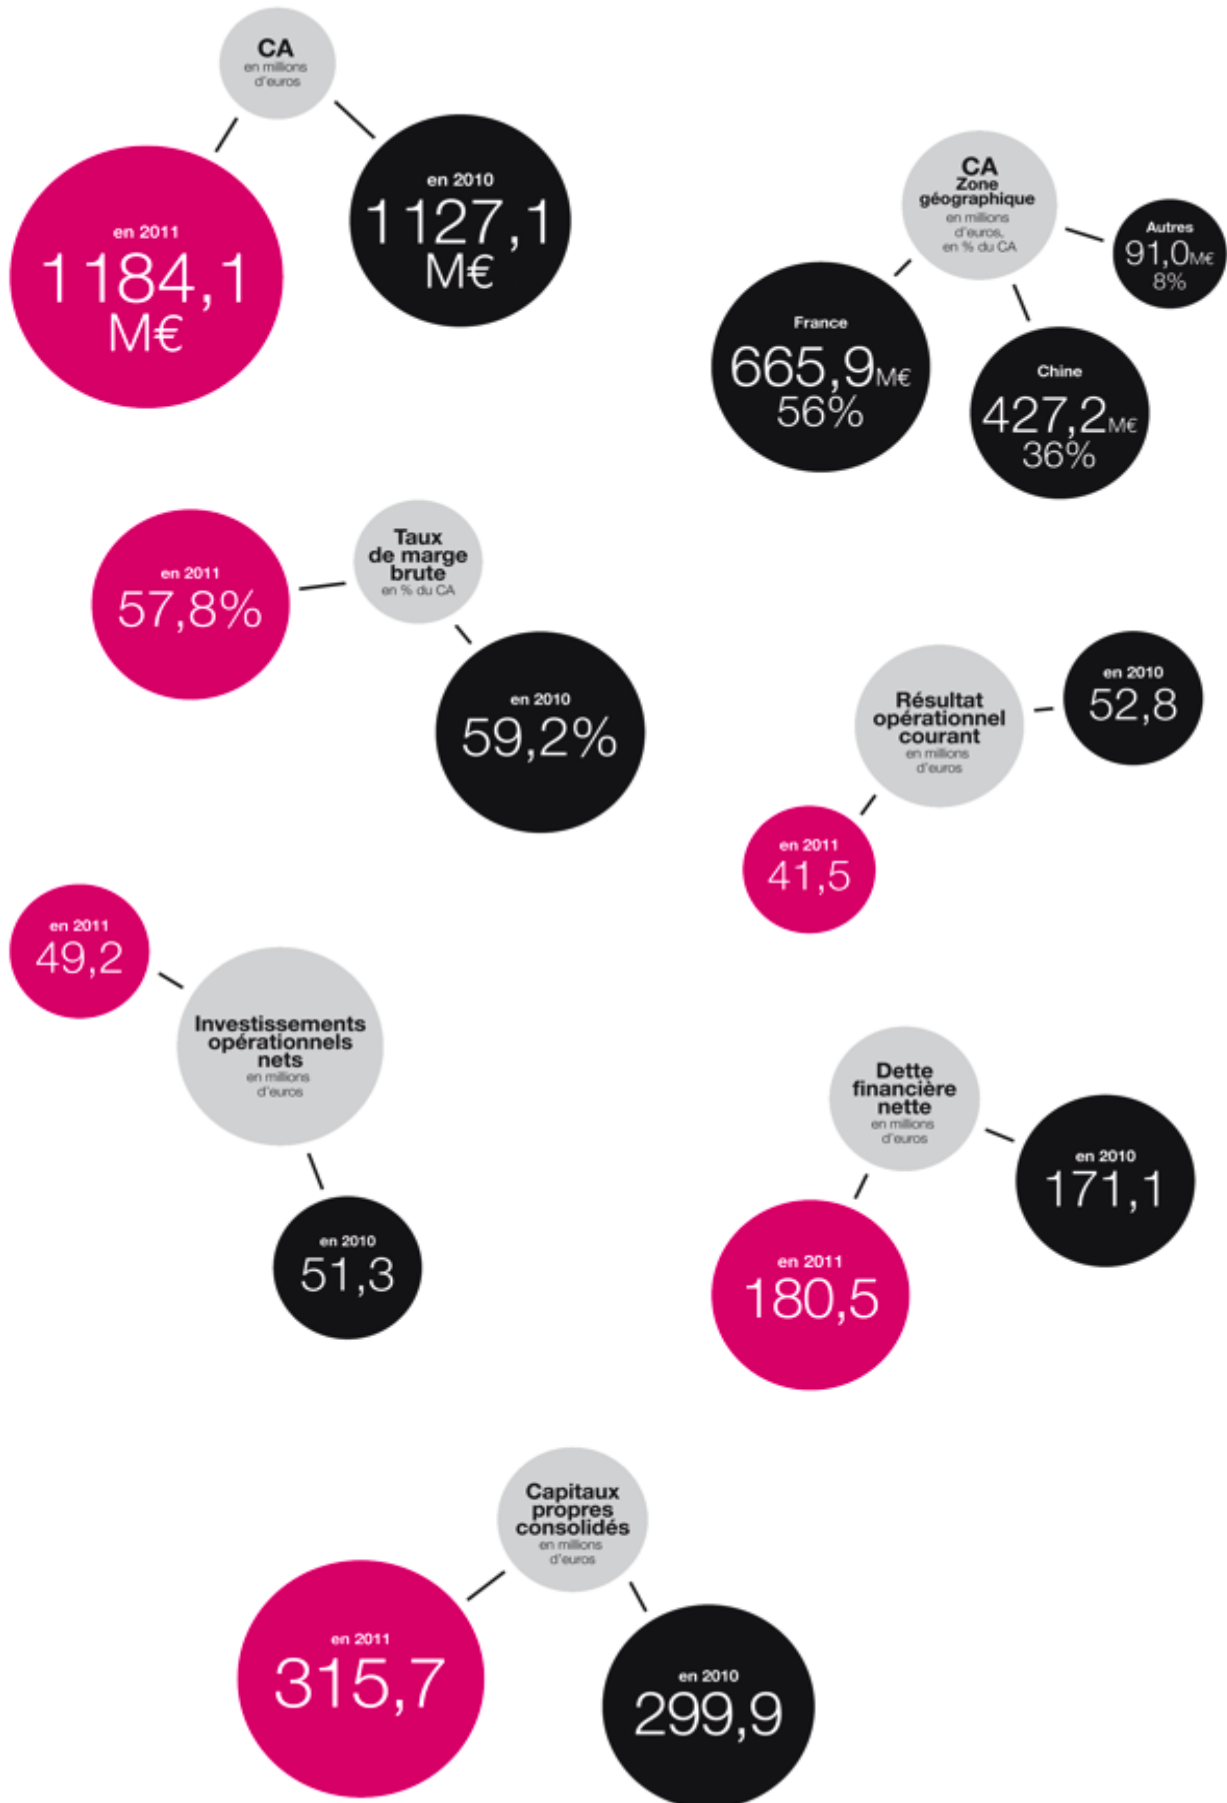 CA
en millions
d'euros
en 2011
1184,1
M€
en 2010
1127,1
M€
CA
Zone
géographique
en millions
d'euros,
en % du CA
Autres
91,0M€
8%
France
665,9M€
56%
Chine
427,2M€
36%
Taux
de marge
brute
en % du CA
en 2011
57,8%
en 2010
59,2%
Résultat
opérationnel
courant
en millions
d'euros
en 2010
52,8
en 2011
41,5
en 2011
49,2
Investissements
opérationnels
nets
en millions
d'euros
en 2010
51,3
Dette
financière
nette
en millions
d'euros
en 2010
171,1
en 2011
180,5
Capitaux
propres
consolidés
en millions
d'euros
en 2011
315,7
en 2010
299,9